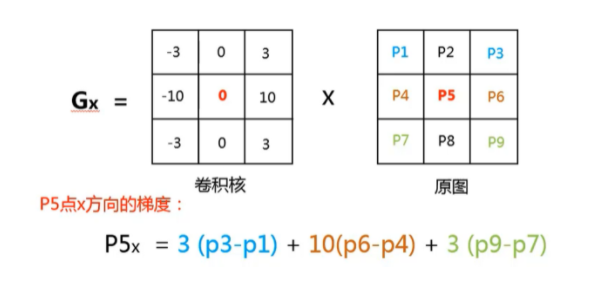 -3 0 3 P1 P2 P3
Gx = -10 0 10 X P4 P5 P6
-3 0 3 P7 P8 P9
卷积核 原图
P5点x方向的梯度：
P5x = 3 (p3-p1) + 10(p6-p4) + 3 (p9-p7)